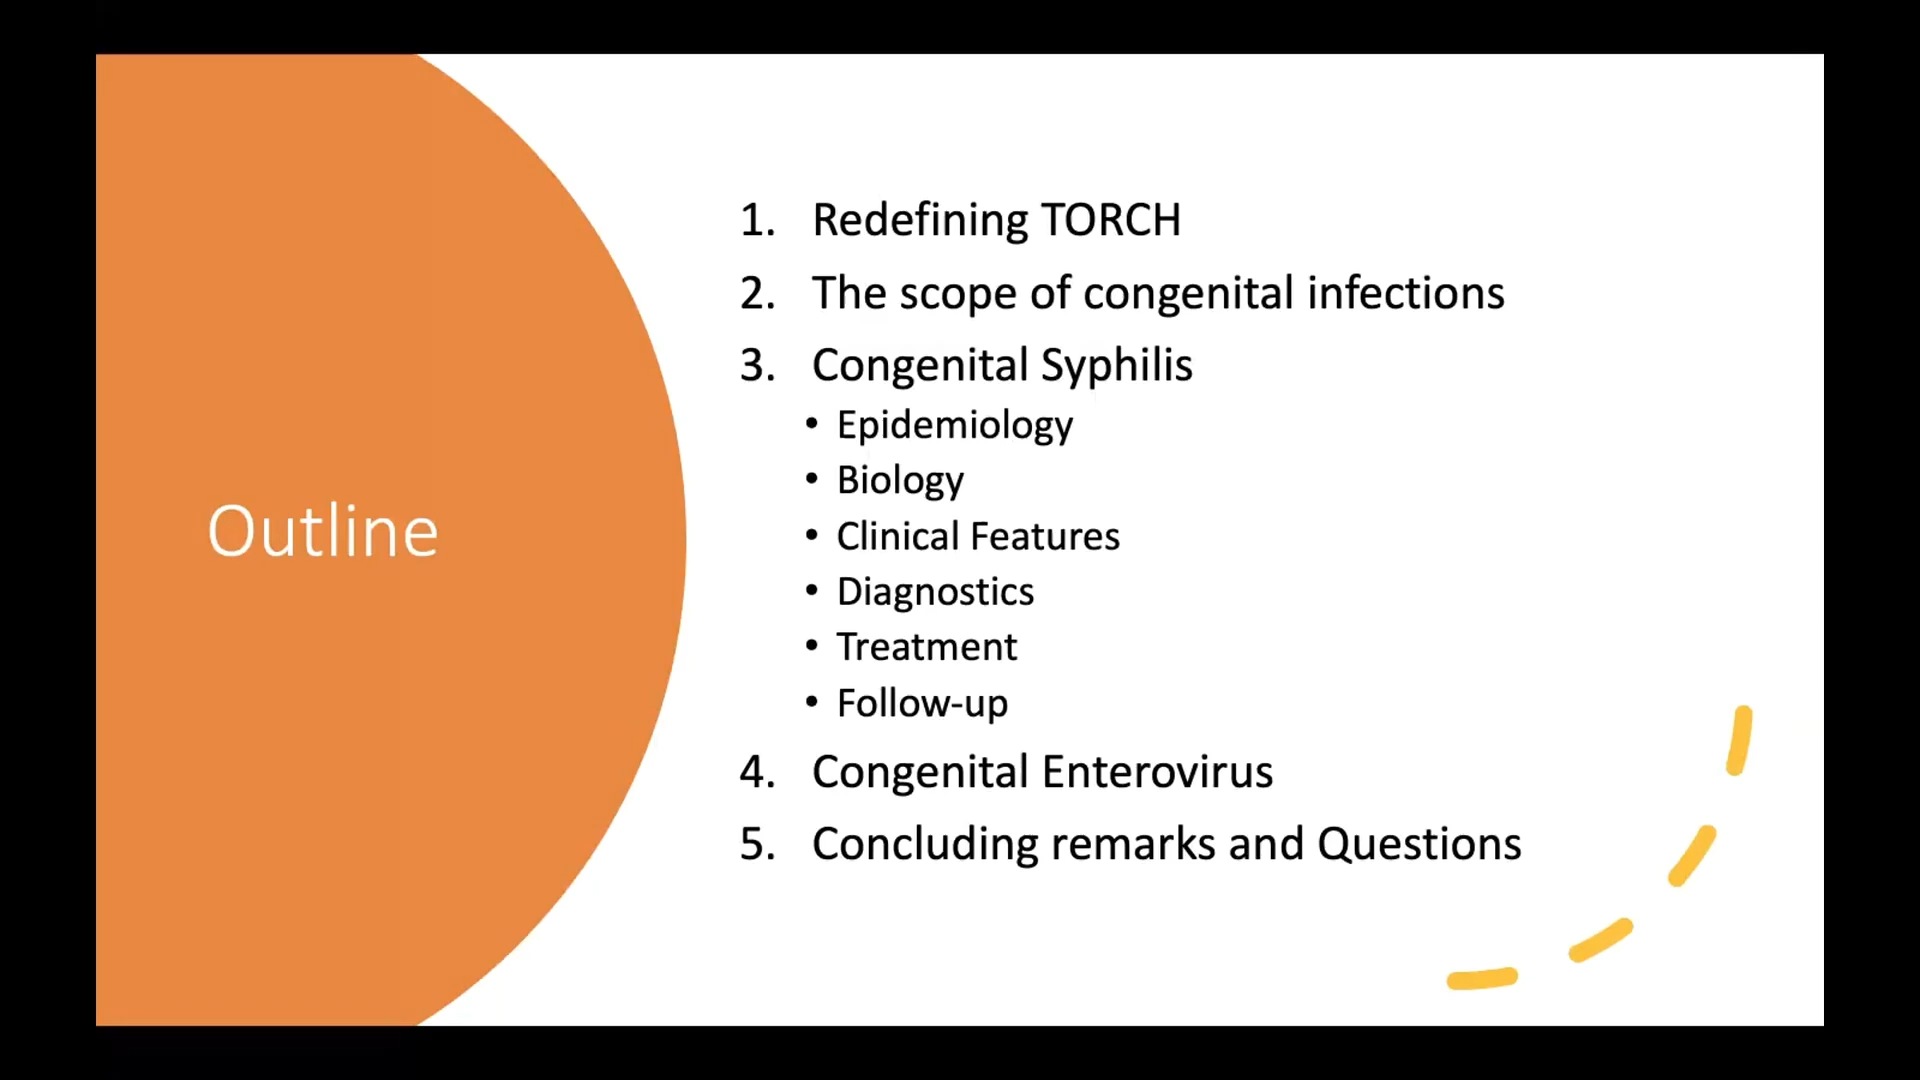 Outline
1. Redefining TORCH
2. The scope of congenital infections
3. Congenital Syphilis
• Epidemiology
• Biology
• Clinical Features
• Diagnostics
• Treatment
• Follow-up
4. Congenital Enterovirus
5. Concluding remarks and Questions